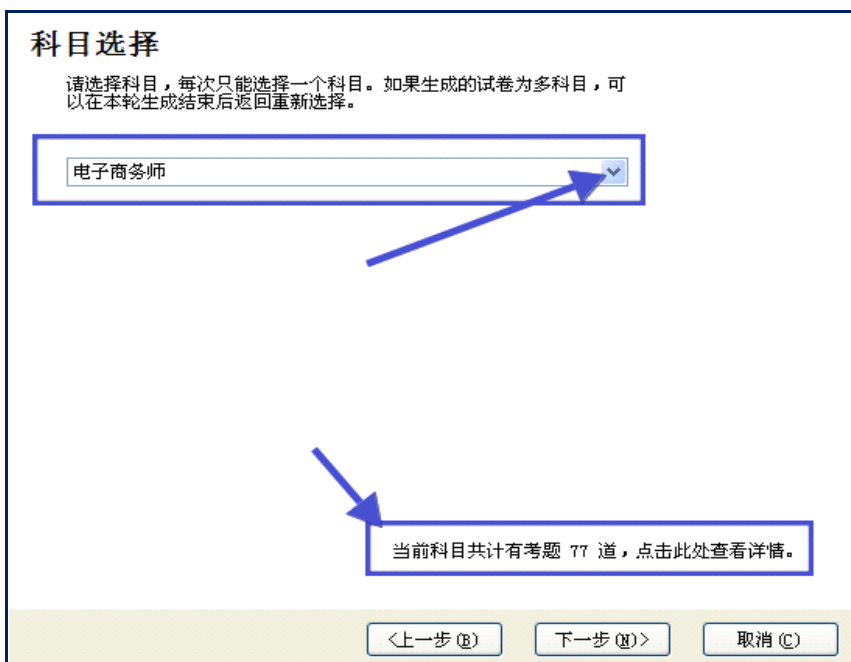 科目选择
请选择科目，每次只能选择一个科目。如果生成的试卷为多科目，可
以在本轮生成结束后返回重新选择。
电子商务师
当前科目共计有考题 77 道，点击此处查看详情。
<上一步(B)
下一步(N)>
取消(C)